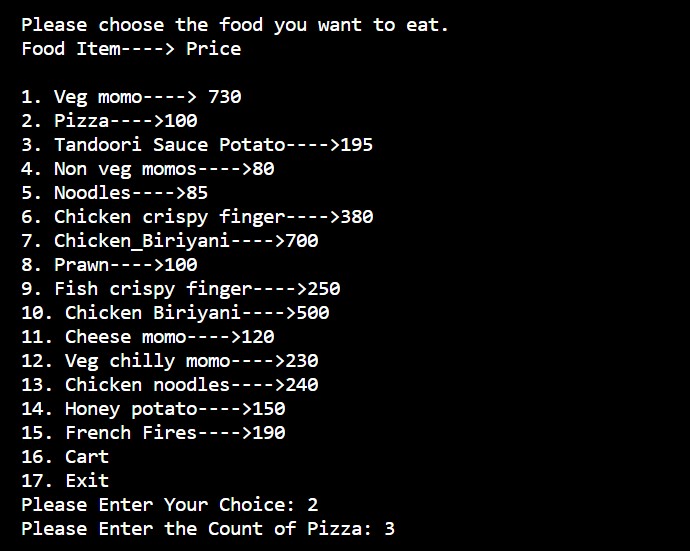 Please choose the food you want to eat.
Food Item----> Price
1. Veg momo----> 730
2. Pizza---->100
3. Tandoori Sauce Potato---->195
4. Non veg momos---->80
5. Noodles---->85
6. Chicken crispy finger---->380
7. Chicken_Biriyani---->700
8. Prawn---->100
9. Fish crispy finger---->250
10. Chicken Biriyani---->500
11. Cheese momo---->120
12. Veg chilly momo---->230
13. Chicken noodles---->240
14. Honey potato---->150
15. French Fires---->190
16. Cart
17. Exit
Please Enter Your Choice: 2
Please Enter the Count of Pizza: 3